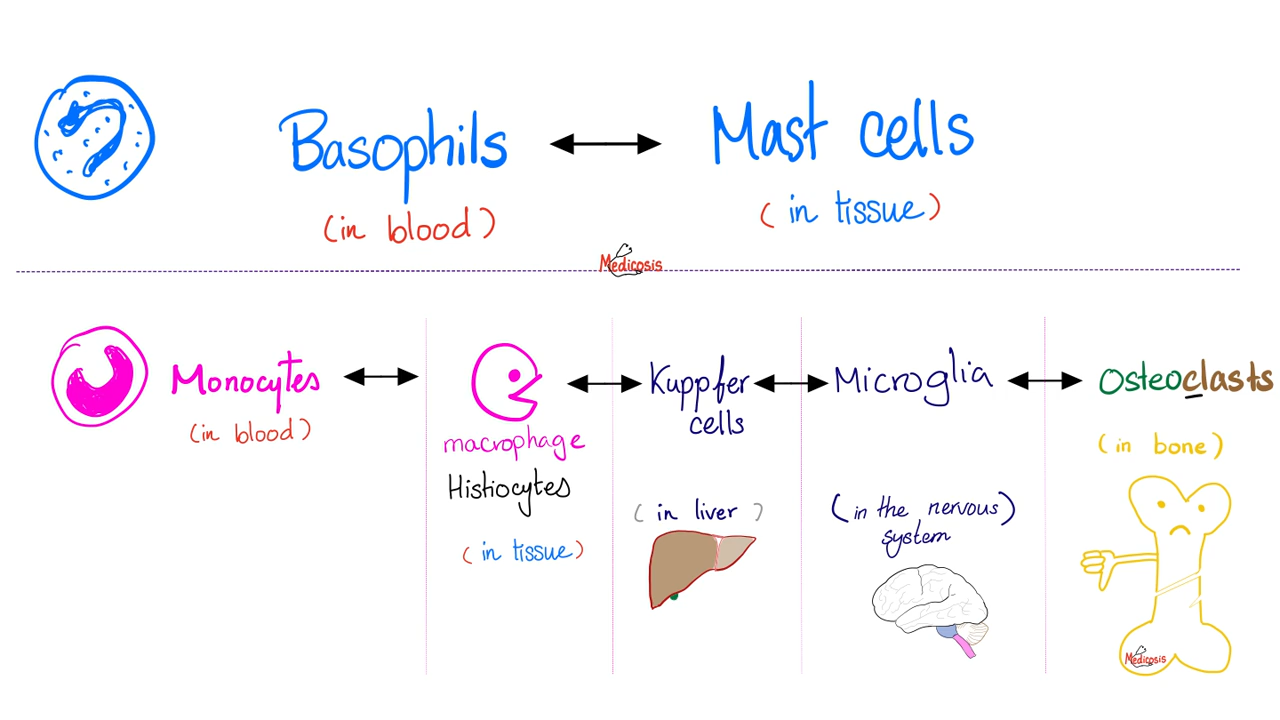 Basophils
Mast cells
(in blood)
(in tissue)
Medicosis
Monocytes
(in blood)
macrophage
Histiocytes
(in tissue)
Kuppfer
cells
(in liver)
Microglia
(in the nervous)
system
Osteoclasts
(in bone)
Medicosis